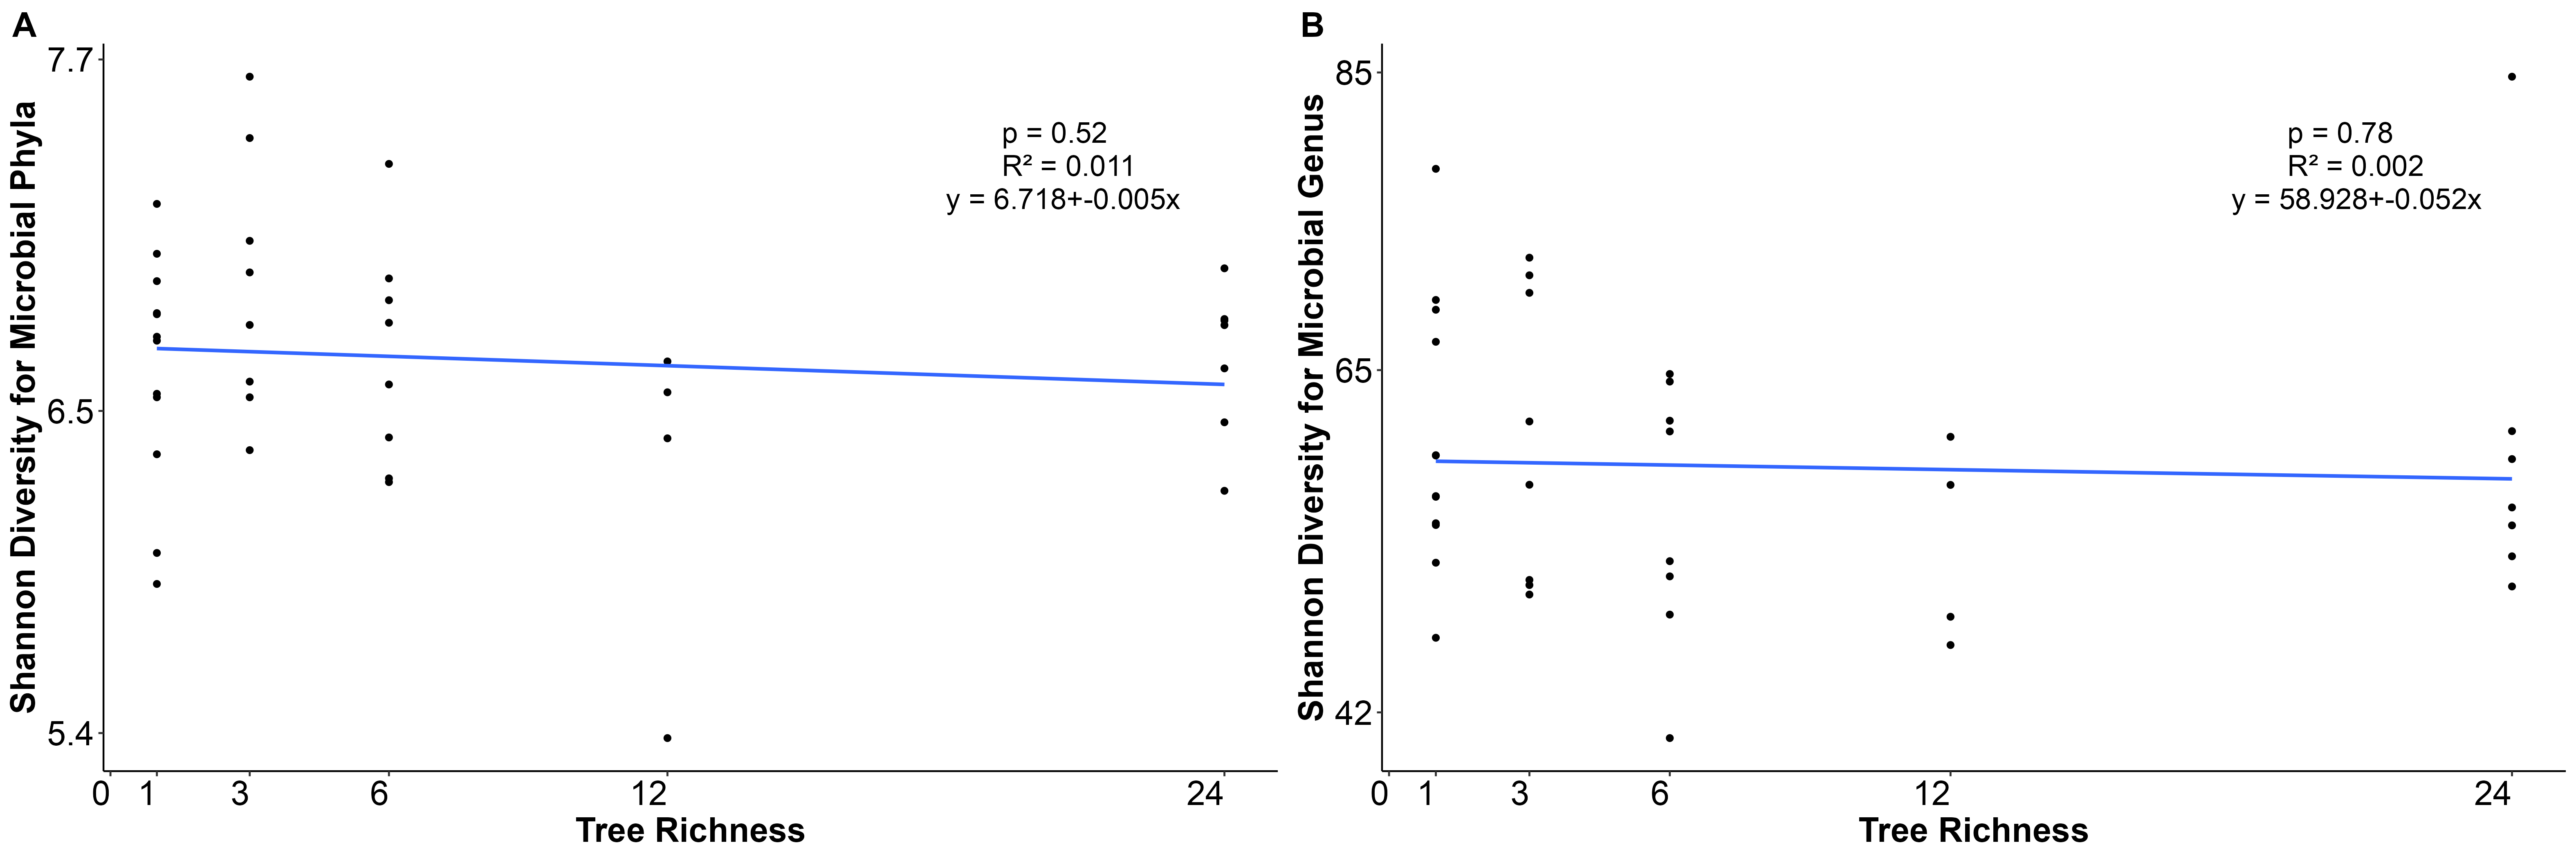 A
Shannon Diversity for Microbial Phyla
7.7
6.5
5.4
p = 0.52
R² = 0.011
y = 6.718+-0.005x
0 1 3 6 12 24
Tree Richness
B
Shannon Diversity for Microbial Genus
85
65
42
p = 0.78
R² = 0.002
y = 58.928+-0.052x
0 1 3 6 12 24
Tree Richness